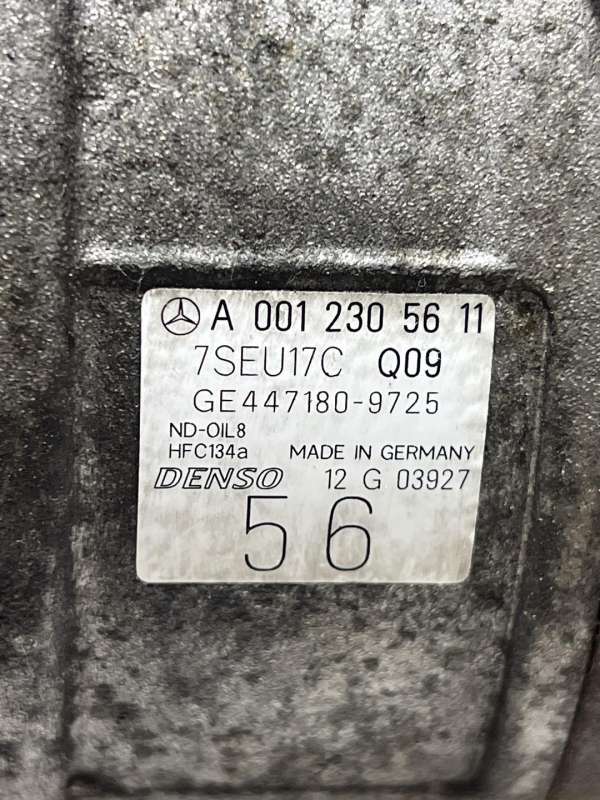 A 001 230 56 11
7SEU17C Q09
GE447180-9725
ND-OIL8
HFC134a MADE IN GERMANY
DENSO 12 G 03927
56